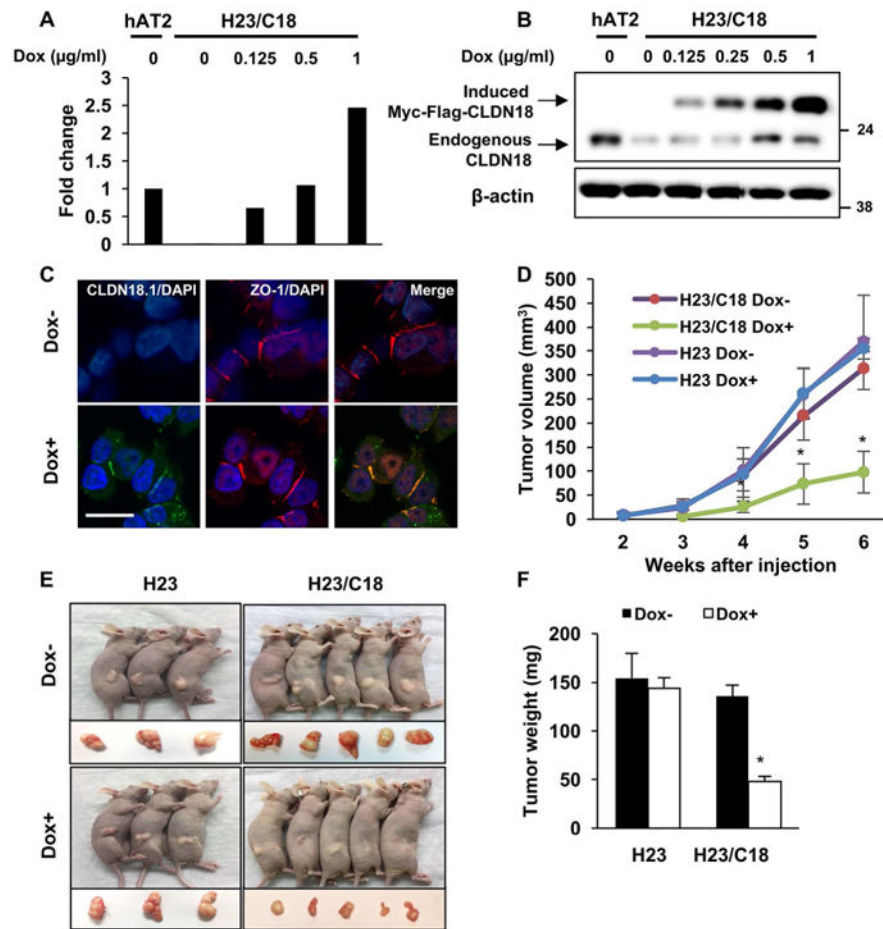 A
hAT2 H23/C18
Dox (µg/ml) 0 0 0.125 0.5 1
Fold change
3
2.5
2
1.5
1
0.5
0
B
hAT2 H23/C18
Dox (µg/ml) 0 0 0.125 0.25 0.5 1
Induced
Myc-Flag-CLDN18
24
Endogenous
CLDN18
β-actin
38
C
CLDN18.1/DAPI ZO-1/DAPI Merge
Dox-
Dox+
D
Tumor volume (mm³)
500
450
400
350
300
250
200
150
100
50
0
H23/C18 Dox-
H23/C18 Dox+
H23 Dox-
H23 Dox+
* * *
2 3 4 5 6
Weeks after injection
E
H23 H23/C18
Dox-
Dox+
F
Dox- Dox+
Tumor weight (mg)
200
150
100
50
0
*
H23 H23/C18